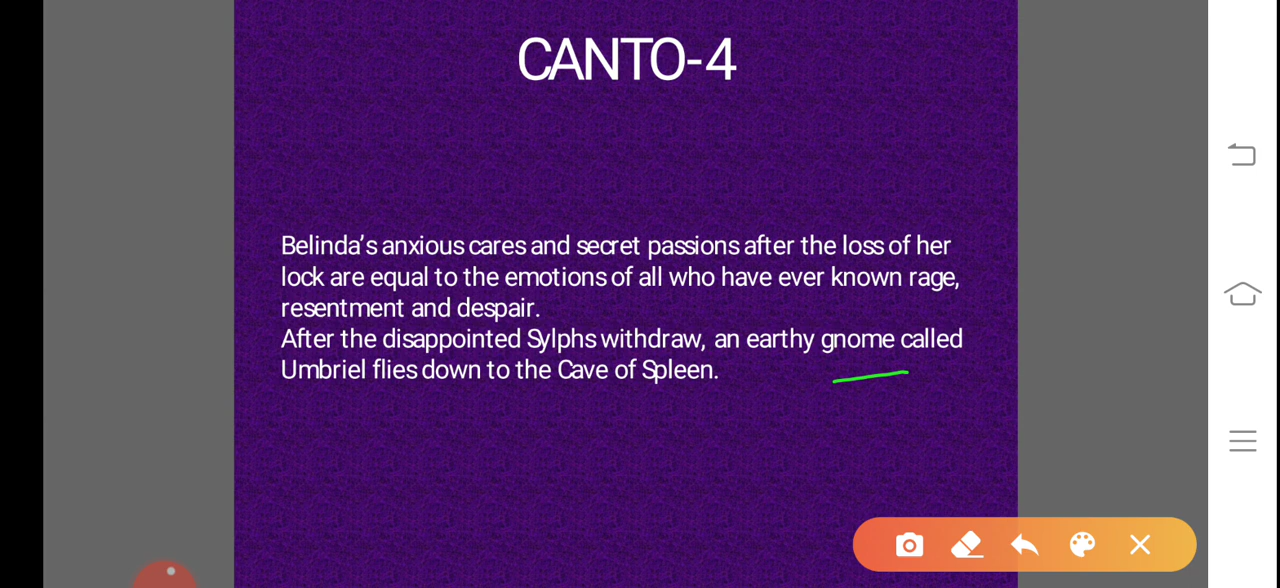 CANTO-4
Belinda's anxious cares and secret passions after the loss of her
lock are equal to the emotions of all who have ever known rage,
resentment and despair.
After the disappointed Sylphs withdraw, an earthy gnome called
Umbriel flies down to the Cave of Spleen.